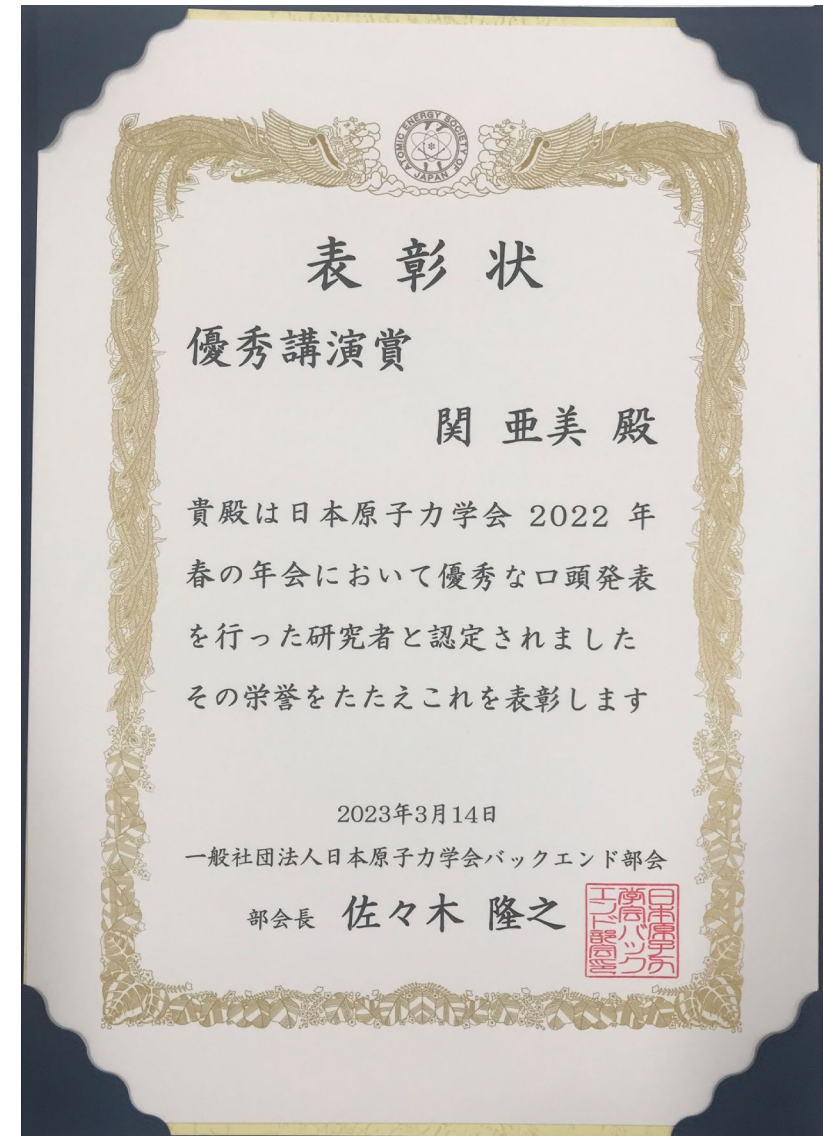 ATOMIC ENERGY SOCIETY OF JAPAN
表彰状
優秀講演賞
関 亜美 殿
貴殿は日本原子力学会 2022 年
春の年会において優秀な口頭発表
を行った研究者と認定されました
その栄誉をたたえこれを表彰します
2023年3月14日
一般社団法人日本原子力学会バックエンド部会
部会長 佐々木 隆之
日本原子力
学会バック
エンド部会印